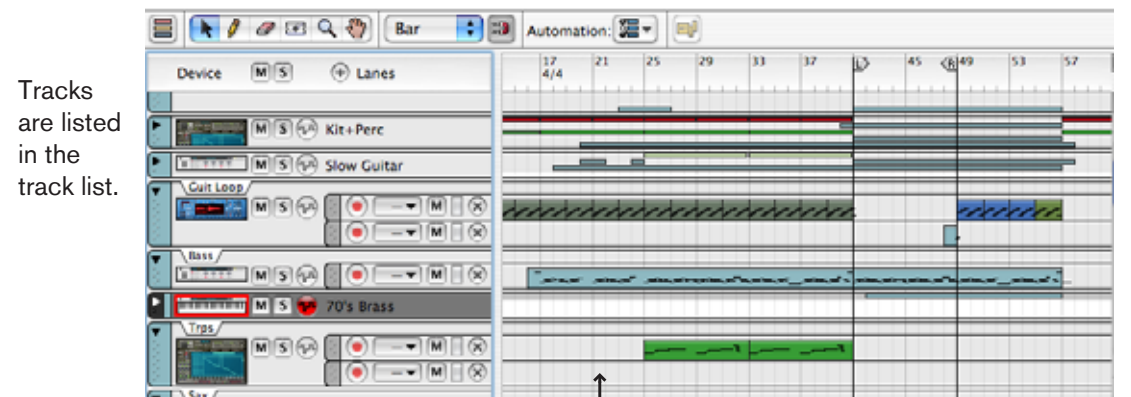 Bar
Automation:
Device M S Lanes
17 21 25 29 33 37 L 45 R 49 53 57
4/4
Tracks
are listed
in the
track list.
M S Kit+Perc
M S Slow Guitar
Guit Loop
M S M
M
Bass
M S M
M S 70's Brass
Trps
M S M
M
Sax